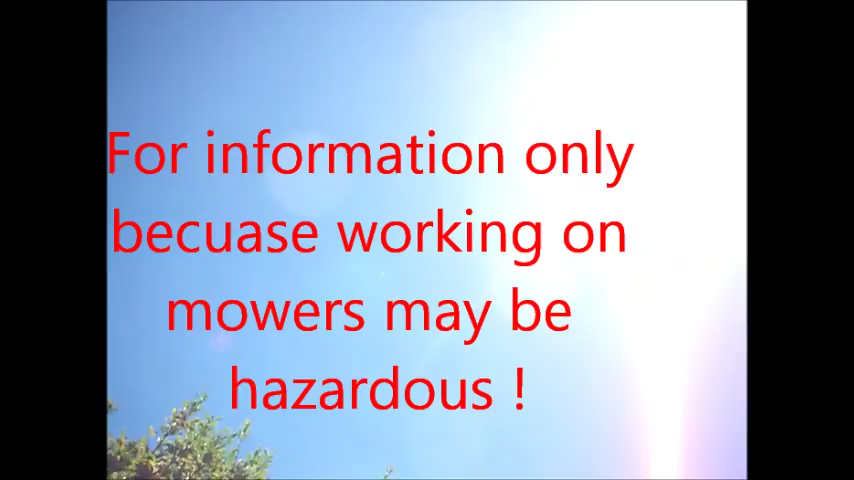 For information only
becuase working on
mowers may be
hazardous !